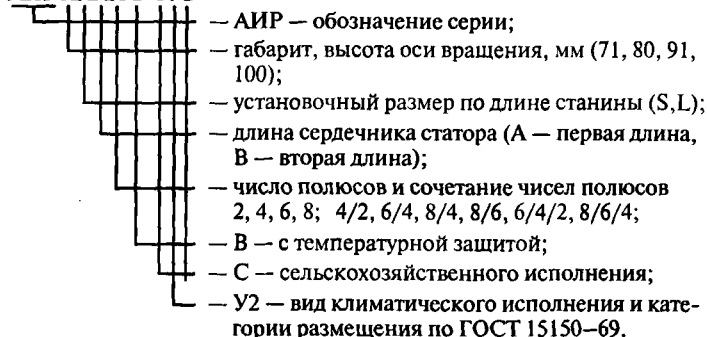 — АИР — обозначение серии;
— габарит, высота оси вращения, мм (71, 80, 91,
100);
— установочный размер по длине станины (S,L);
— длина сердечника статора (А — первая длина,
В — вторая длина);
— число полюсов и сочетание чисел полюсов
2, 4, 6, 8; 4/2, 6/4, 8/4, 8/6, 6/4/2, 8/6/4;
— В — с температурной защитой;
— С — сельскохозяйственного исполнения;
— У2 — вид климатического исполнения и кате-
гории размещения по ГОСТ 15150—69.